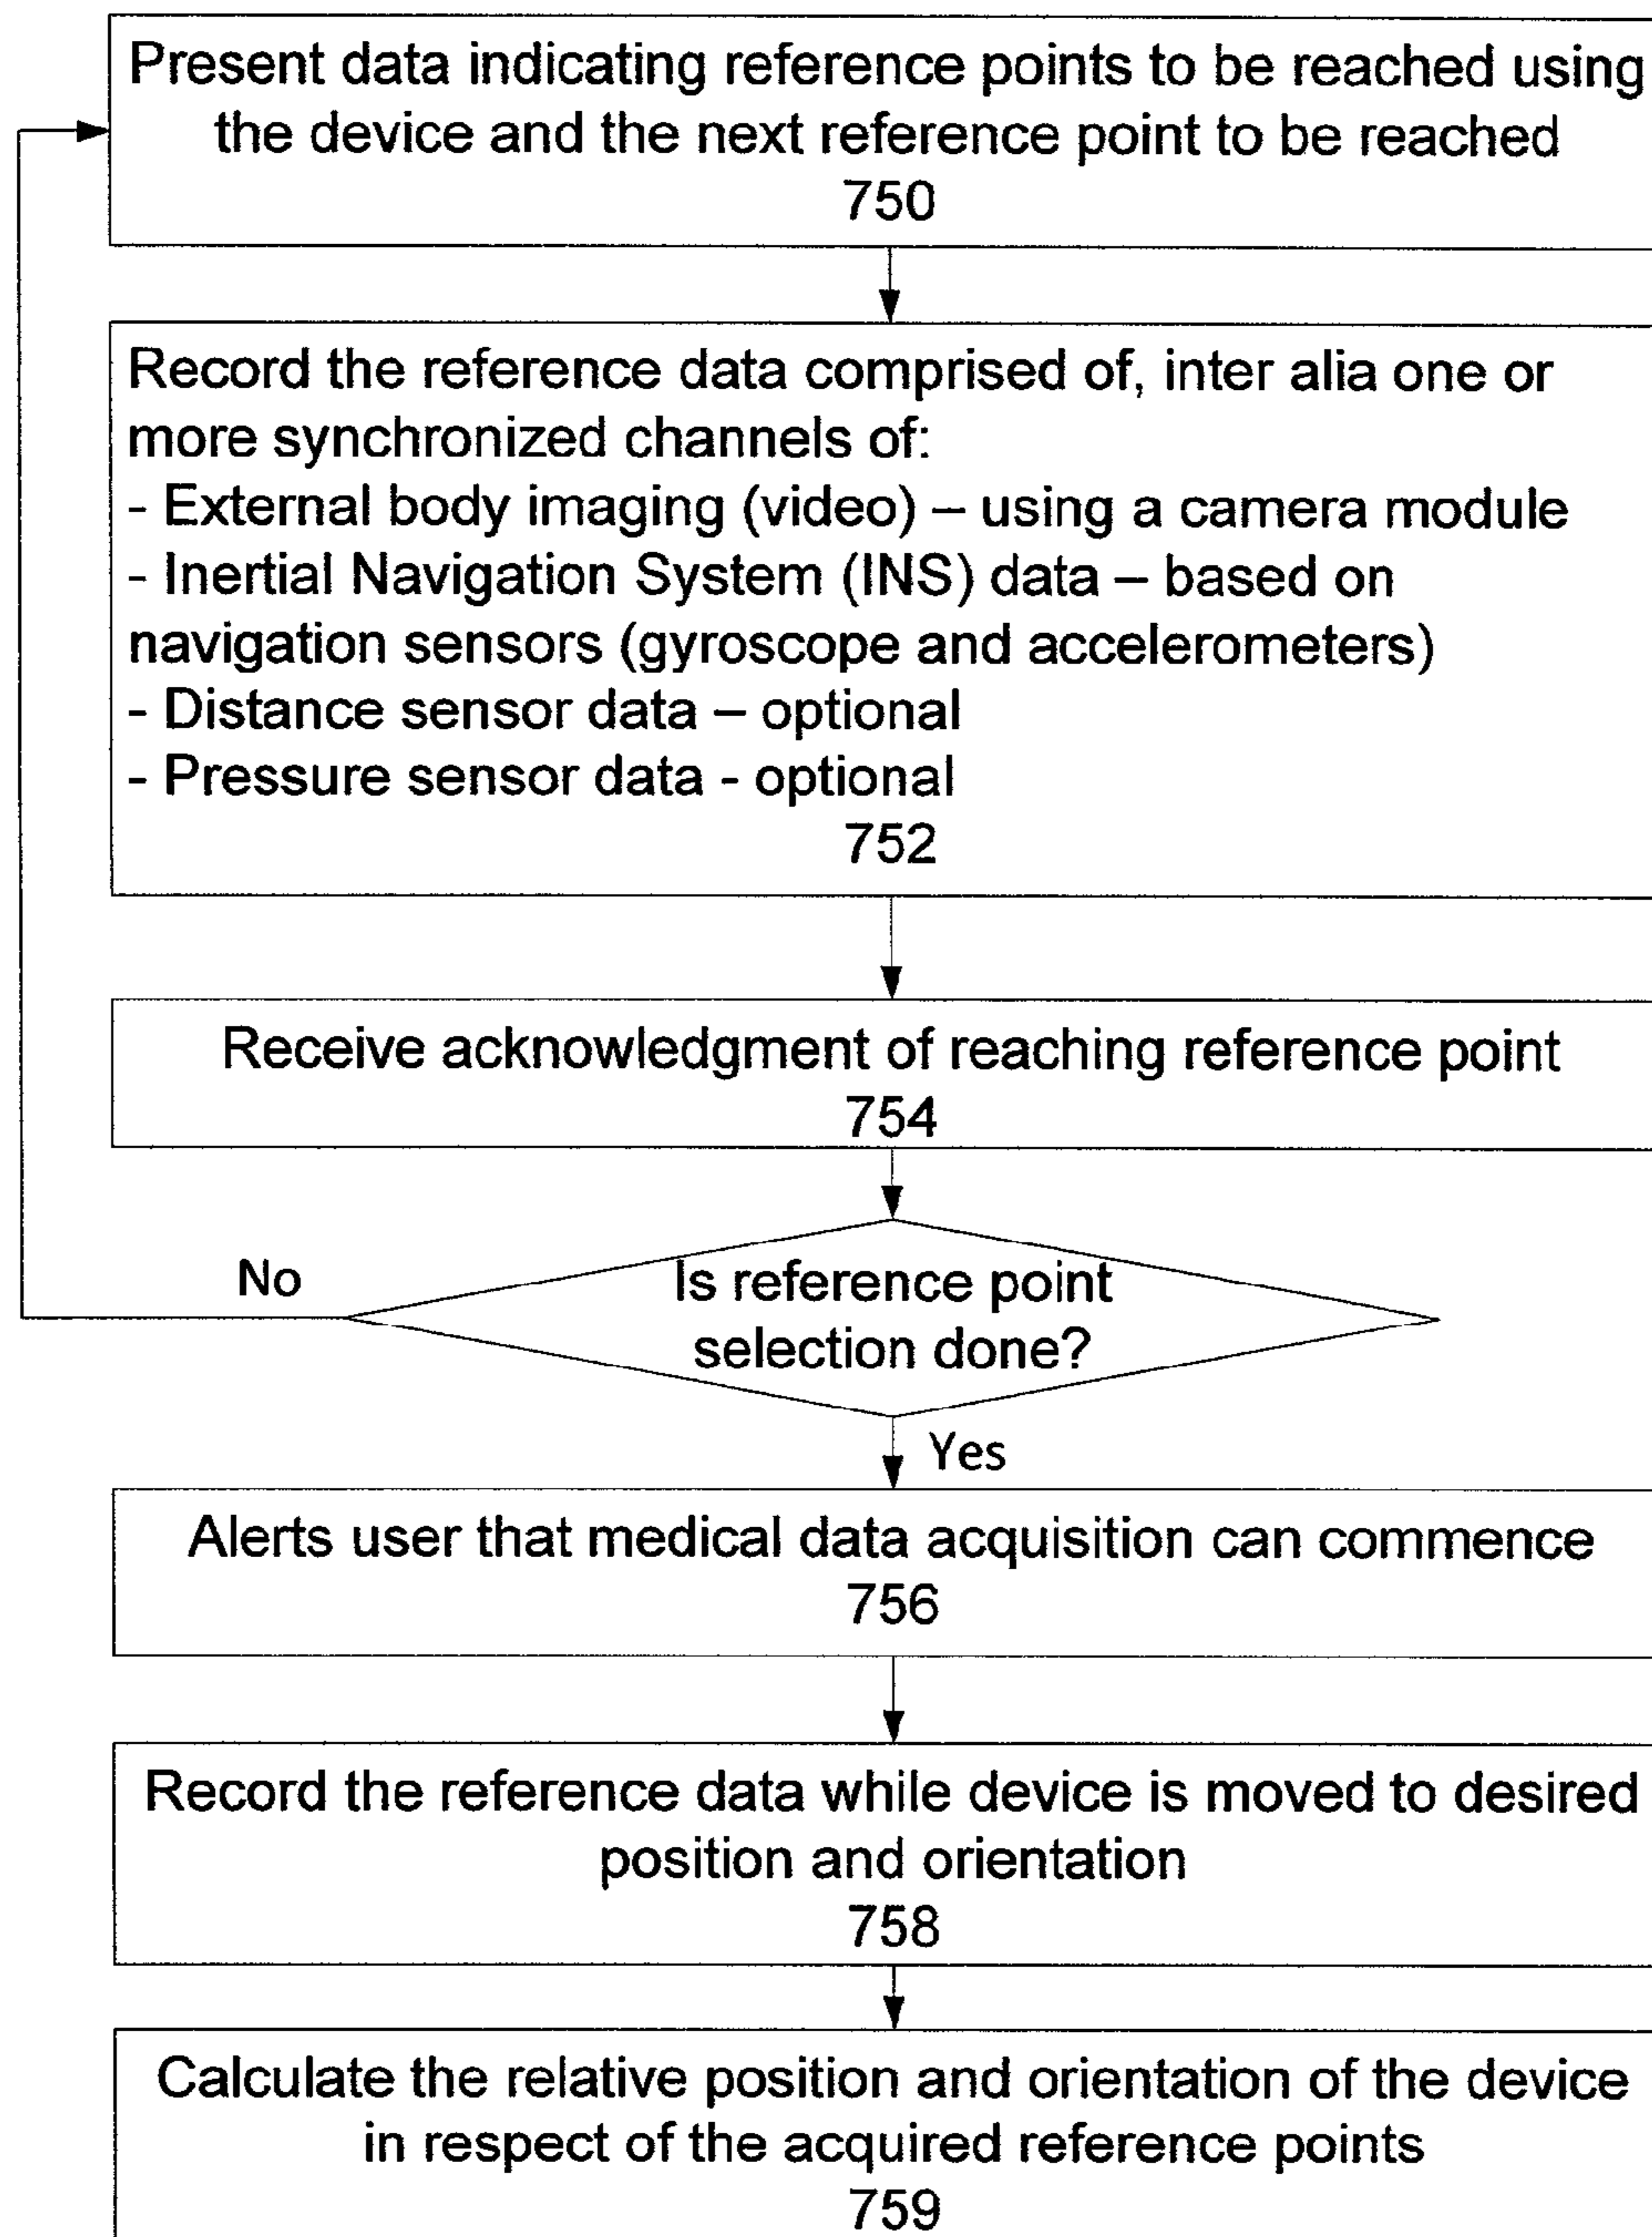 Present data indicating reference points to be reached using
the device and the next reference point to be reached
750
Record the reference data comprised of, inter alia one or
more synchronized channels of:
- External body imaging (video) – using a camera module
- Inertial Navigation System (INS) data – based on
navigation sensors (gyroscope and accelerometers)
- Distance sensor data – optional
- Pressure sensor data - optional
752
Receive acknowledgment of reaching reference point
754
No
Is reference point
selection done?
Yes
Alerts user that medical data acquisition can commence
756
Record the reference data while device is moved to desired
position and orientation
758
Calculate the relative position and orientation of the device
in respect of the acquired reference points
759